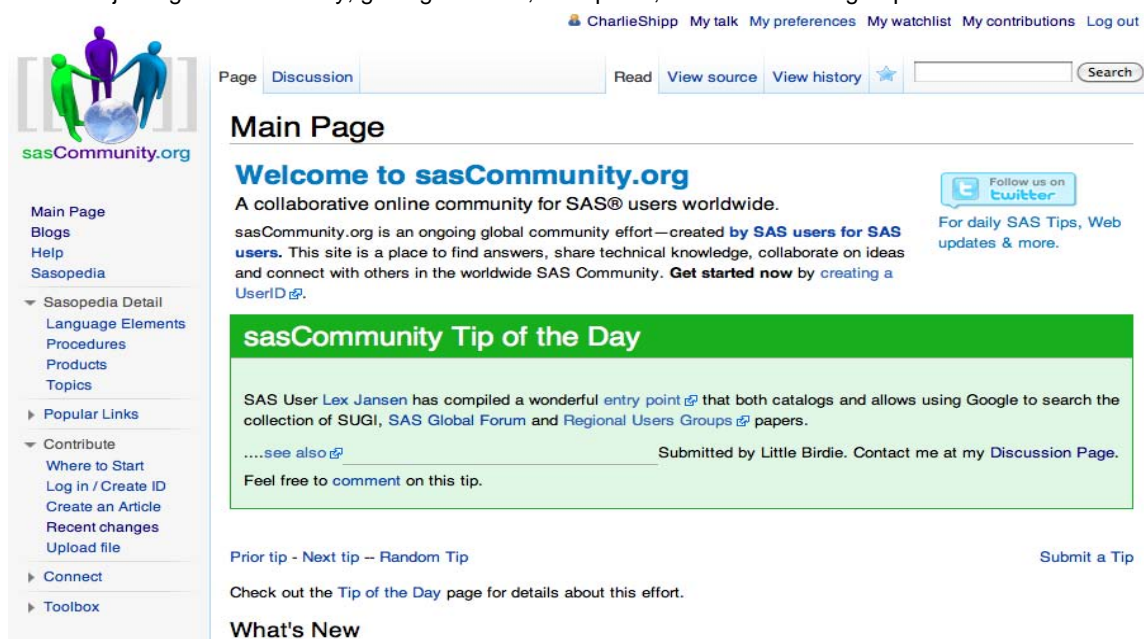 CharlieShipp My talk My preferences My watchlist My contributions Log out
Page Discussion Read View source View history Search
sasCommunity.org
Main Page
Blogs
Help
Sasopedia
Sasopedia Detail
Language Elements
Procedures
Products
Topics
Popular Links
Contribute
Where to Start
Log in / Create ID
Create an Article
Recent changes
Upload file
Connect
Toolbox
Main Page
Welcome to sasCommunity.org
A collaborative online community for SAS® users worldwide.
sasCommunity.org is an ongoing global community effort—created by SAS users for SAS
users. This site is a place to find answers, share technical knowledge, collaborate on ideas
and connect with others in the worldwide SAS Community. Get started now by creating a
UserID.
Follow us on
twitter
For daily SAS Tips, Web
updates & more.
sasCommunity Tip of the Day
SAS User Lex Jansen has compiled a wonderful entry point that both catalogs and allows using Google to search the
collection of SUGI, SAS Global Forum and Regional Users Groups papers.
....see also Submitted by Little Birdie. Contact me at my Discussion Page.
Feel free to comment on this tip.
Prior tip - Next tip -- Random Tip Submit a Tip
Check out the Tip of the Day page for details about this effort.
What's New